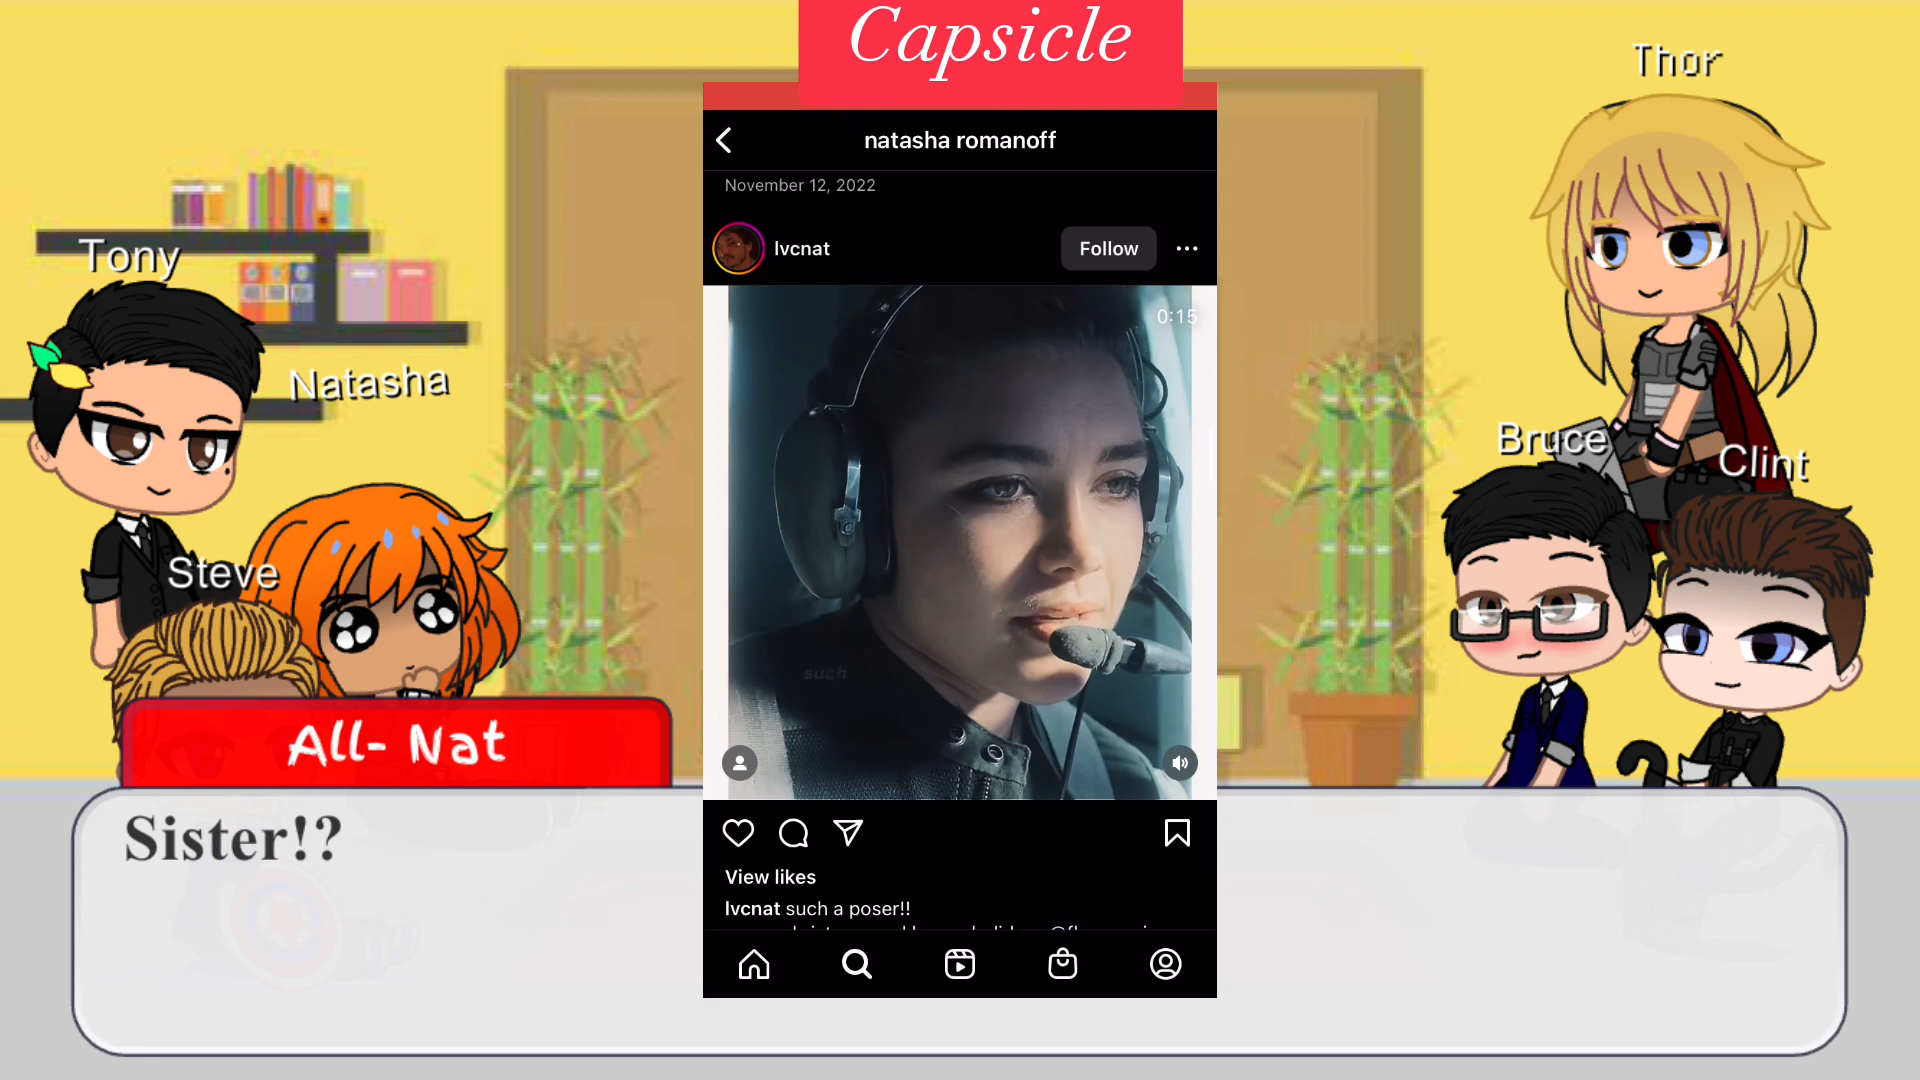 Capsicle
Thor
natasha romanoff
November 12, 2022
lvcnat
Follow
Tony
0:15
Natasha
Bruce
Clint
Steve
such
All- Nat
Sister!?
View likes
lvcnat such a poser!!